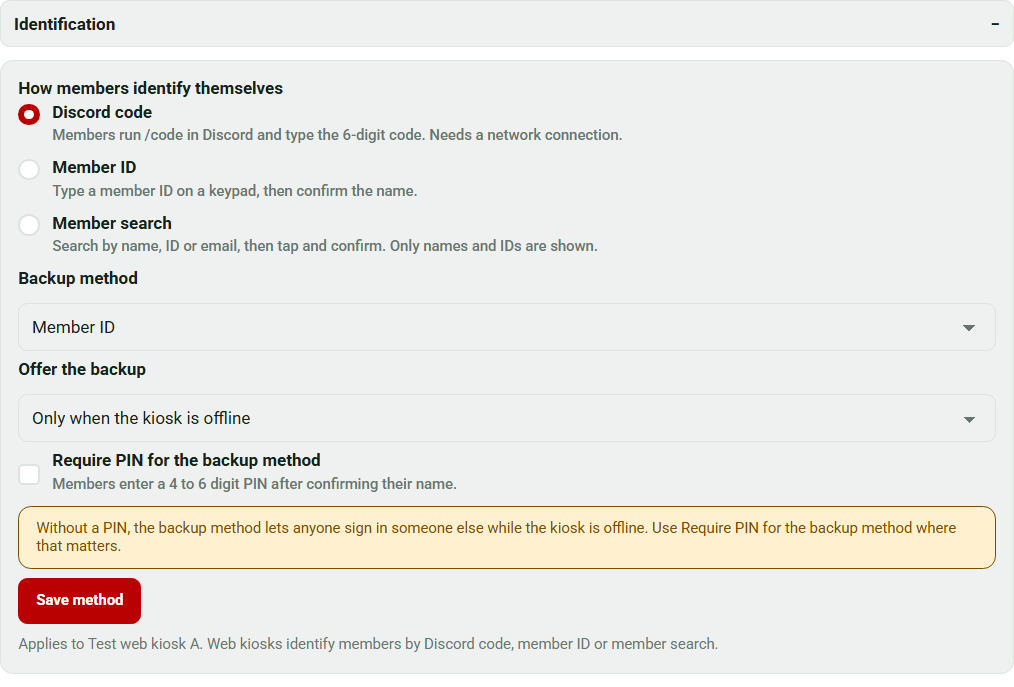 Identification
−
How members identify themselves
Discord code
Members run /code in Discord and type the 6-digit code. Needs a network connection.
Member ID
Type a member ID on a keypad, then confirm the name.
Member search
Search by name, ID or email, then tap and confirm. Only names and IDs are shown.
Backup method
Member ID
Offer the backup
Only when the kiosk is offline
Require PIN for the backup method
Members enter a 4 to 6 digit PIN after confirming their name.
Without a PIN, the backup method lets anyone sign in someone else while the kiosk is offline. Use Require PIN for the backup method where
that matters.
Save method
Applies to Test web kiosk A. Web kiosks identify members by Discord code, member ID or member search.